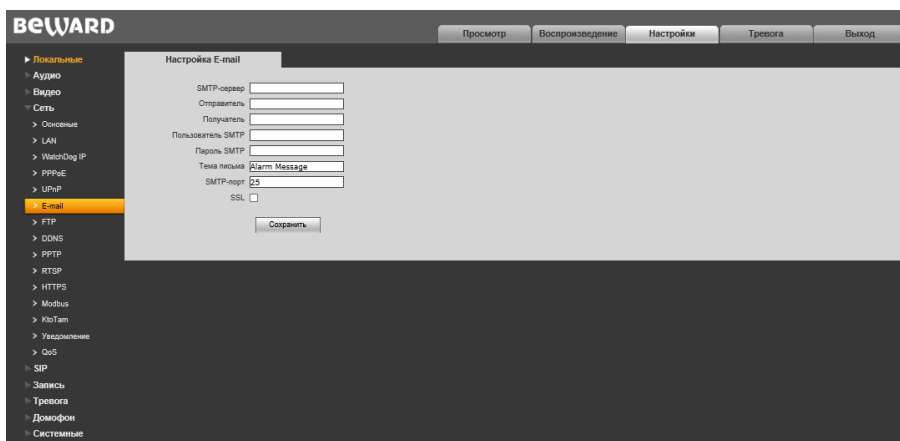 BEWARD
Просмотр
Воспроизведение
Настройки
Тревога
Выход
Локальные
Аудио
Видео
Сеть
Основные
LAN
WatchDog IP
PPPoE
UPnP
E-mail
FTP
DDNS
PPTP
RTSP
HTTPS
Modbus
KtoTam
Уведомление
QoS
SIP
Запись
Тревога
Домофон
Системные
Настройка E-mail
SMTP-сервер
Отправитель
Получатель
Пользователь SMTP
Пароль SMTP
Тема письма Alarm Message
SMTP-порт 25
SSL
Сохранить